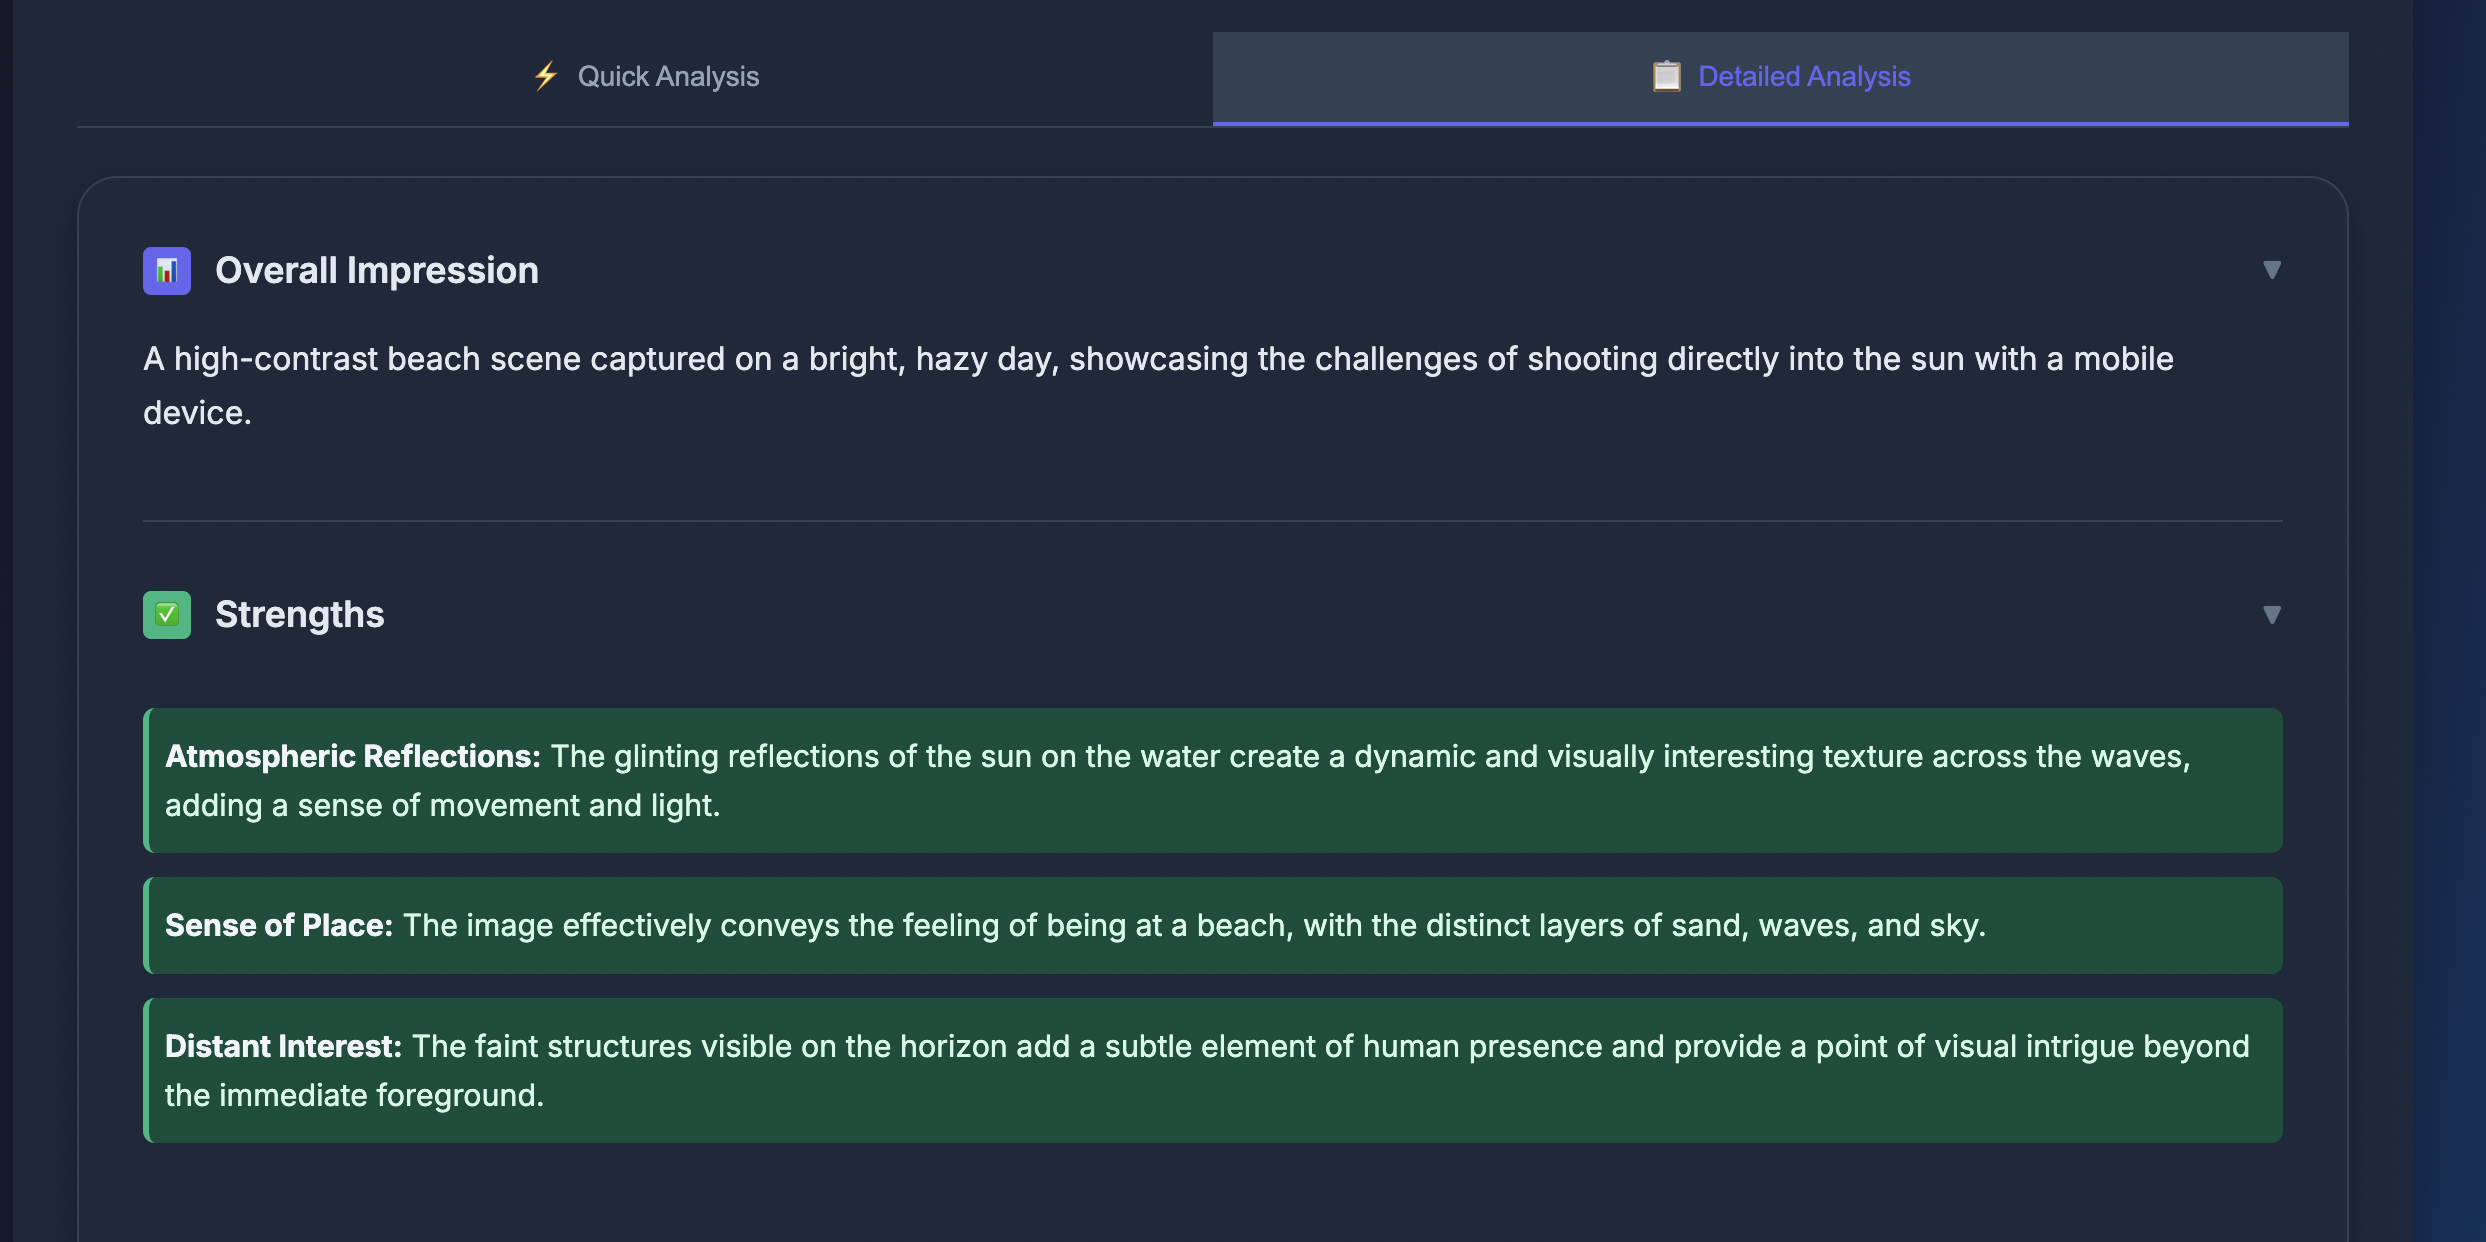 Quick Analysis
Detailed Analysis
Overall Impression
A high-contrast beach scene captured on a bright, hazy day, showcasing the challenges of shooting directly into the sun with a mobile
device.
Strengths
Atmospheric Reflections: The glinting reflections of the sun on the water create a dynamic and visually interesting texture across the waves,
adding a sense of movement and light.
Sense of Place: The image effectively conveys the feeling of being at a beach, with the distinct layers of sand, waves, and sky.
Distant Interest: The faint structures visible on the horizon add a subtle element of human presence and provide a point of visual intrigue beyond
the immediate foreground.